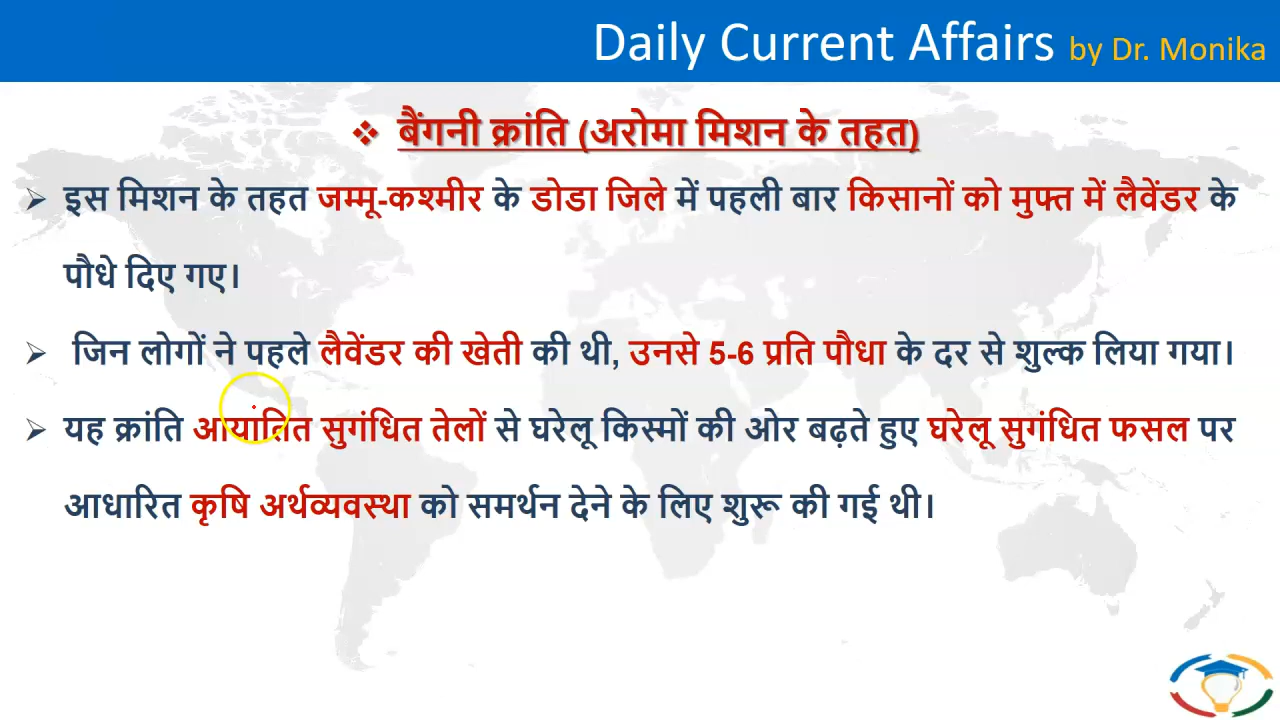 Daily Current Affairs by Dr. Monika
❖ बैंगनी क्रांति (अरोमा मिशन के तहत)
➢ इस मिशन के तहत जम्मू-कश्मीर के डोडा जिले में पहली बार किसानों को मुफ्त में लैवेंडर के
पौधे दिए गए।
➢ जिन लोगों ने पहले लैवेंडर की खेती की थी, उनसे 5-6 प्रति पौधा के दर से शुल्क लिया गया।
➢ यह क्रांति आयांतित सुगंधित तेलों से घरेलू किस्मों की ओर बढ़ते हुए घरेलू सुगंधित फसल पर
आधारित कृषि अर्थव्यवस्था को समर्थन देने के लिए शुरू की गई थी।